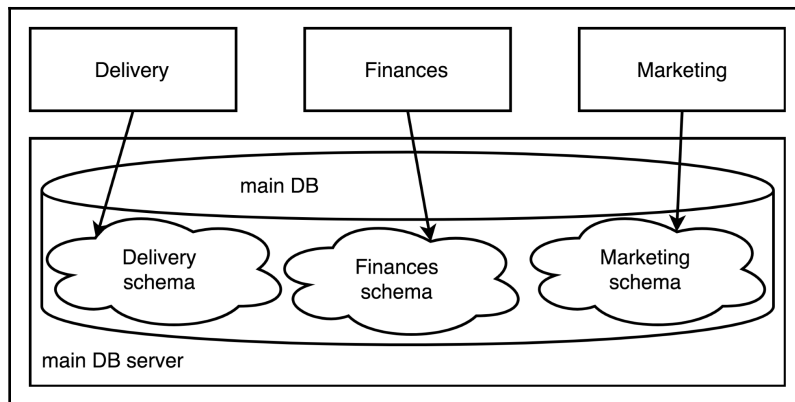 Delivery
Finances
Marketing
main DB
Delivery
schema
Finances
schema
Marketing
schema
main DB server